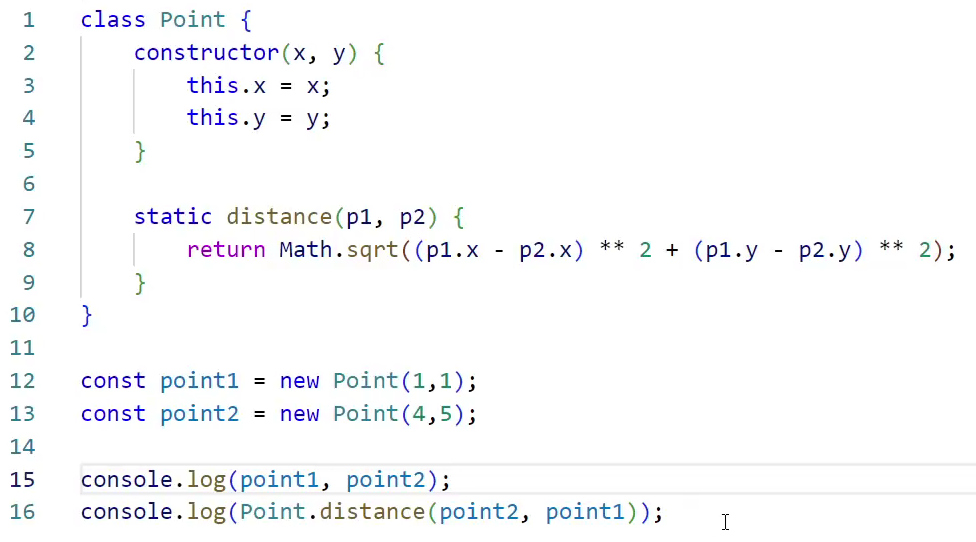 1 class Point {
2     constructor(x, y) {
3         this.x = x;
4         this.y = y;
5     }
6
7     static distance(p1, p2) {
8         return Math.sqrt((p1.x - p2.x) ** 2 + (p1.y - p2.y) ** 2);
9     }
10 }
11
12 const point1 = new Point(1,1);
13 const point2 = new Point(4,5);
14
15 console.log(point1, point2);
16 console.log(Point.distance(point2, point1));